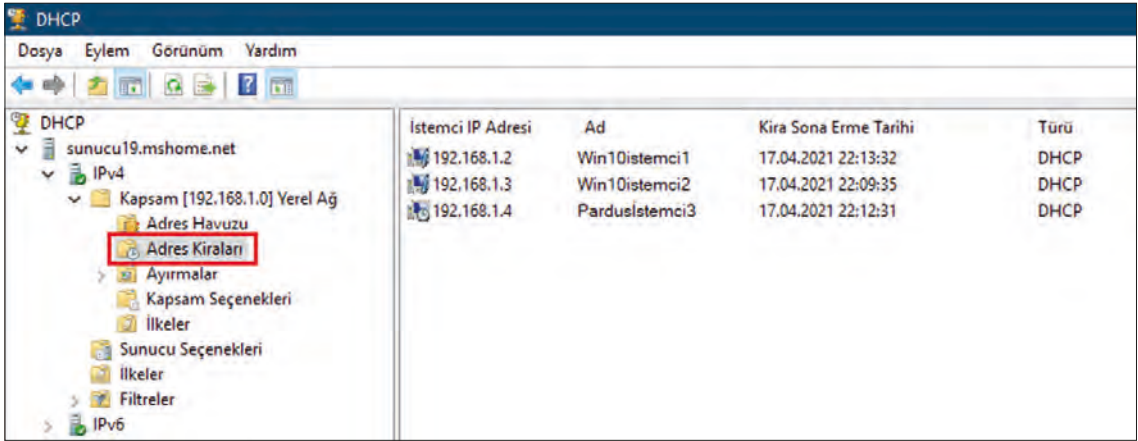 DHCP
Dosya Eylem Görünüm Yardım
DHCP
sunucu19.mshome.net
IPv4
Kapsam [192.168.1.0] Yerel Ağ
Adres Havuzu
Adres Kiraları
Ayırmalar
Kapsam Seçenekleri
İlkeler
Sunucu Seçenekleri
İlkeler
Filtreler
IPv6
İstemci IP Adresi Ad Kira Sona Erme Tarihi Türü
192.168.1.2 Win10istemci1 17.04.2021 22:13:32 DHCP
192.168.1.3 Win10istemci2 17.04.2021 22:09:35 DHCP
192.168.1.4 Pardusİstemci3 17.04.2021 22:12:31 DHCP